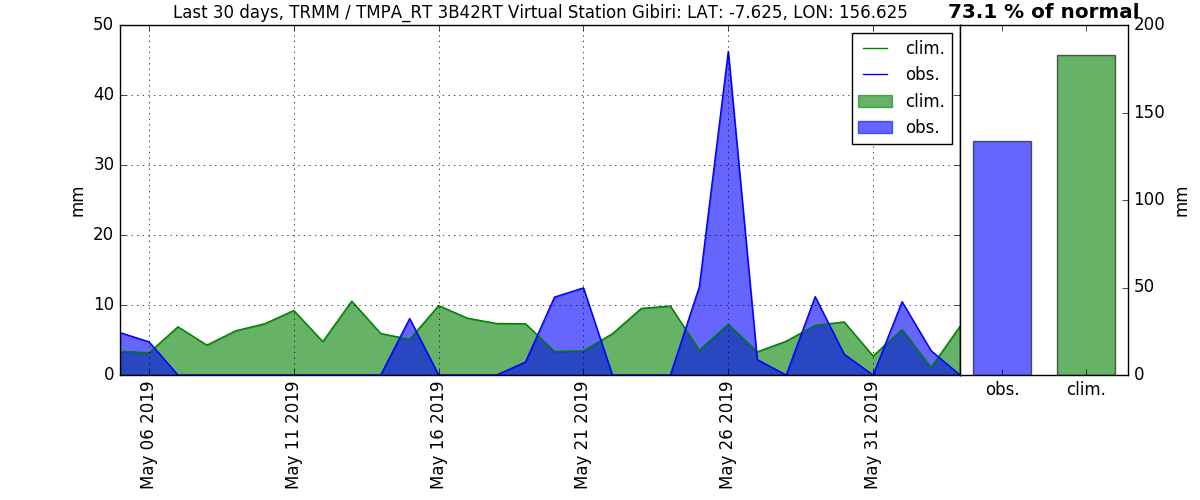 Last 30 days, TRMM / TMPA_RT 3B42RT Virtual Station Gibiri: LAT: -7.625, LON: 156.625
73.1 % of normal
50
40
30
20
10
0
mm
clim.
obs.
clim.
obs.
May 06 2019
May 11 2019
May 16 2019
May 21 2019
May 26 2019
May 31 2019
200
150
100
50
0
mm
obs.
clim.